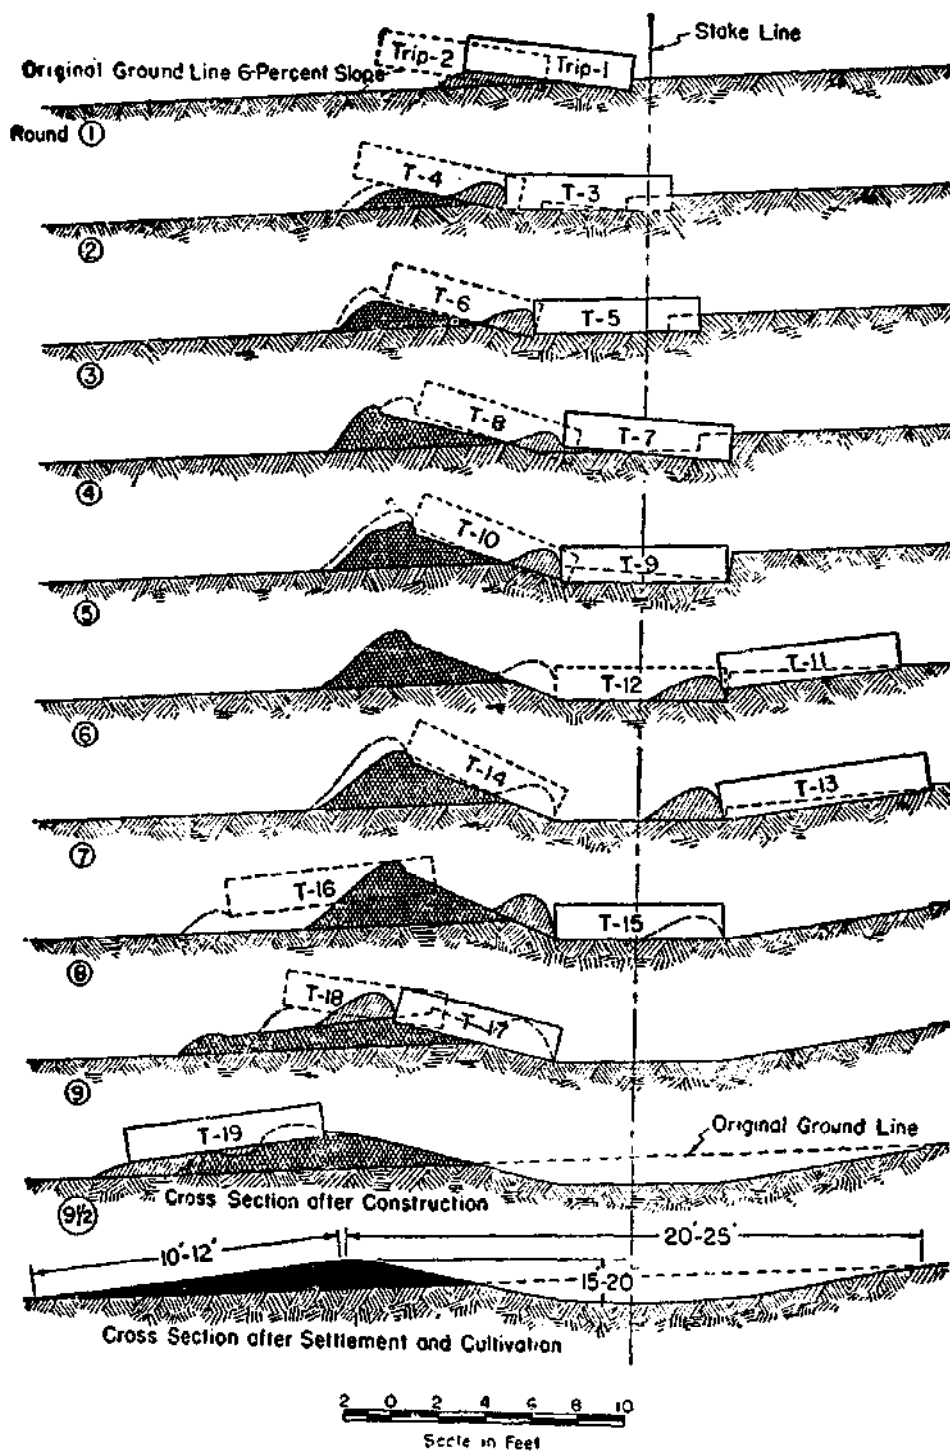 Stake Line
Trip-2
Trip-1
Original Ground Line 6-Percent Slope
Round 1
T-4
T-3
2
T-6
T-5
3
T-8
T-7
4
T-10
T-9
5
T-11
T-12
6
T-14
T-13
7
T-16
T-15
8
T-18
T-17
9
T-19
Original Ground Line
Cross Section after Construction
9½
10'-12'
20'-25'
15-20
Cross Section after Settlement and Cultivation
2 0 2 4 6 8 10
Scale in Feet